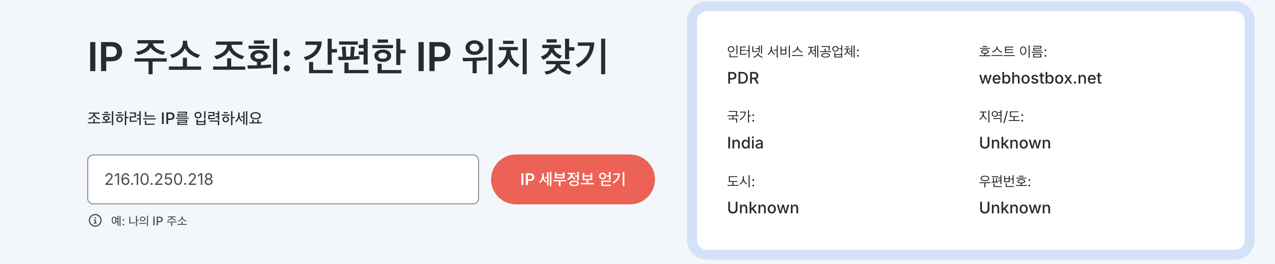 IP 주소 조회: 간편한 IP 위치 찾기
조회하려는 IP를 입력하세요
216.10.250.218
IP 세부정보 얻기
예: 나의 IP 주소
인터넷 서비스 제공업체:
PDR
호스트 이름:
webhostbox.net
국가:
India
지역/도:
Unknown
도시:
Unknown
우편번호:
Unknown